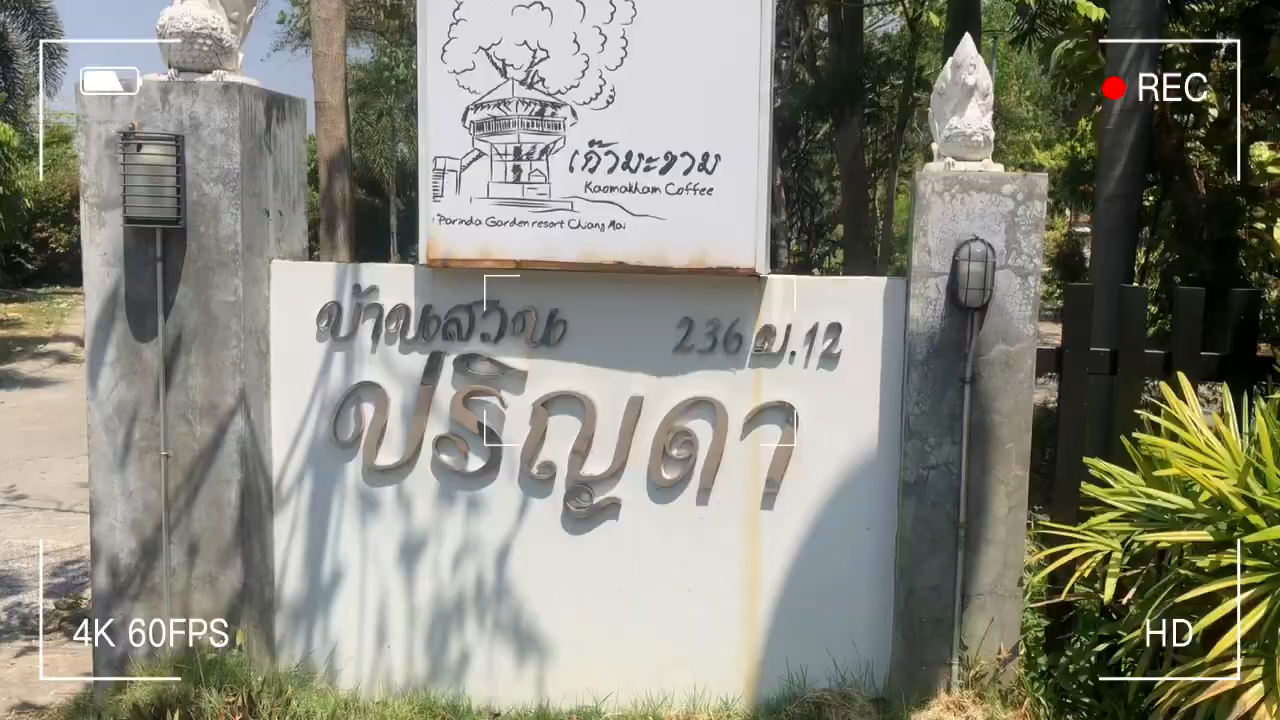 REC
เก๊ามะขาม
Kaomakham Coffee
Parinda Garden resort Chiang Mai
บ้านสวน 236 ม.12
ปริญดา
4K 60FPS
HD